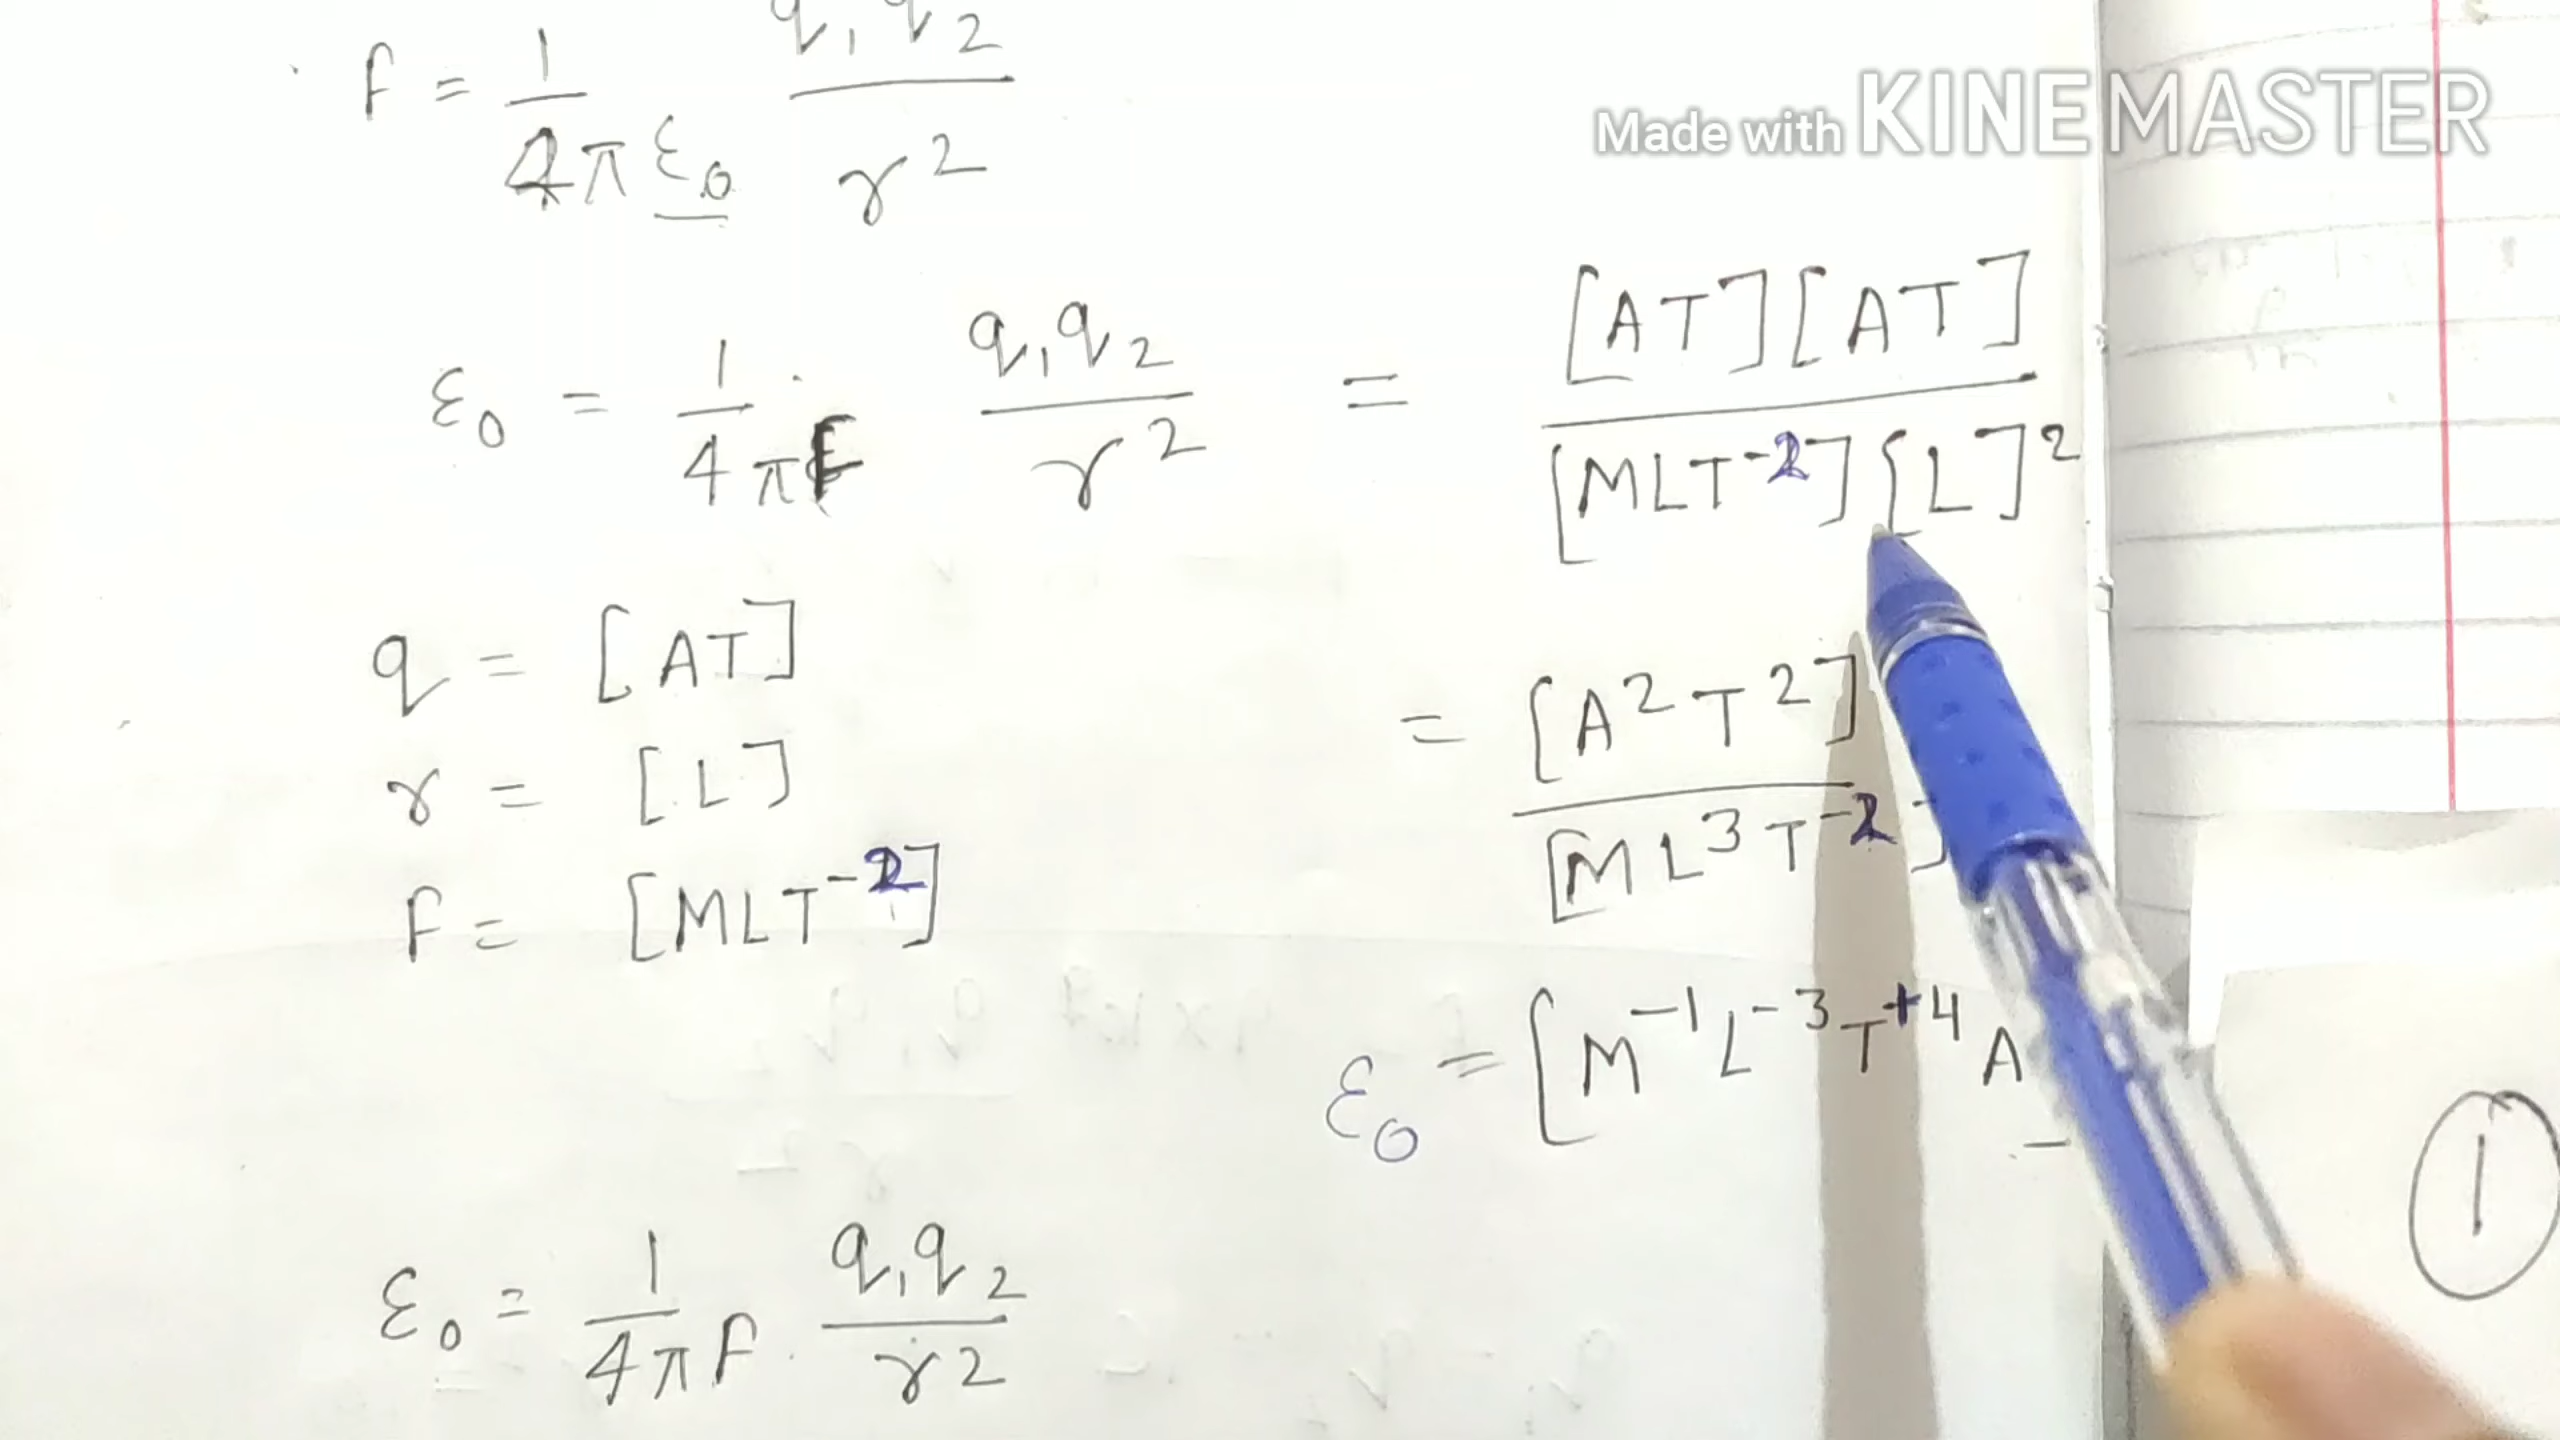 Made with KINEMASTER
F = 1/4πε₀ q₁q₂/r²
ε₀ = 1/4πF q₁q₂/r² = [AT][AT]/[MLT⁻²][L]²
q = [AT]
r = [L]
F = [MLT⁻²]
= [A²T²]/[ML³T⁻²]
ε₀ = [M⁻¹L⁻³T⁺⁴A
ε₀ = 1/4πF · q₁q₂/r²
1